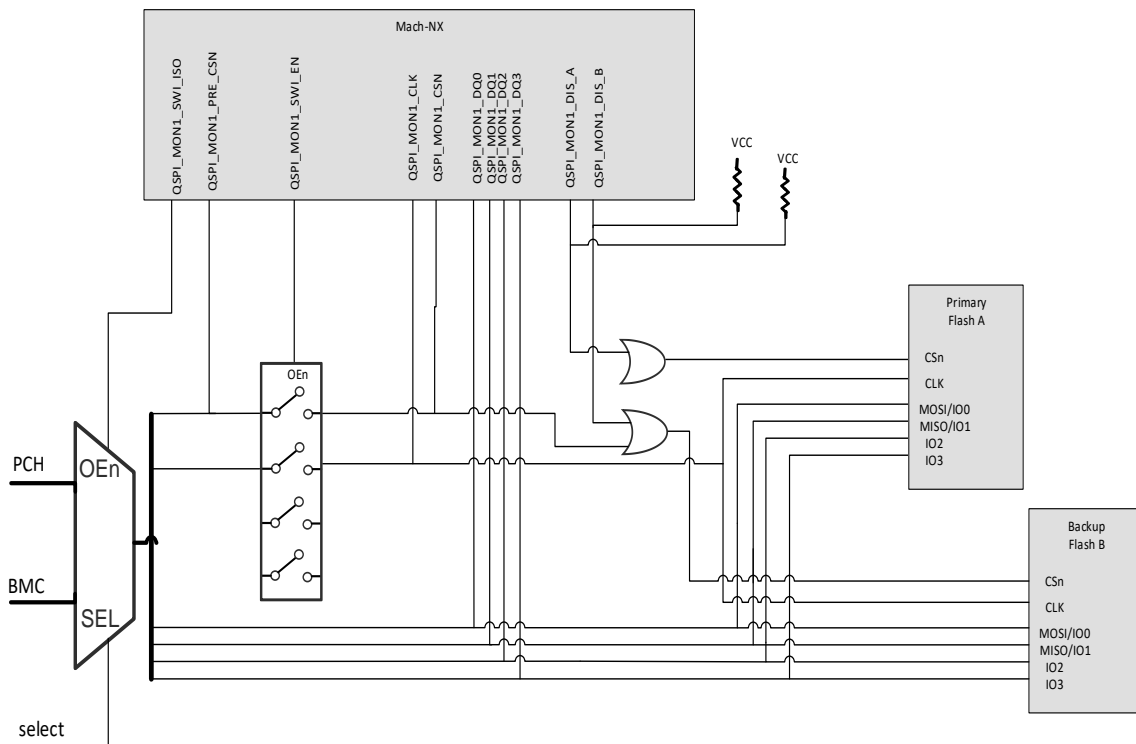 Mach-NX
QSPI_MON1_SWI_ISO
QSPI_MON1_PRE_CSN
QSPI_MON1_SWI_EN
QSPI_MON1_CLK
QSPI_MON1_CSN
QSPI_MON1_DQ0
QSPI_MON1_DQ1
QSPI_MON1_DQ2
QSPI_MON1_DQ3
QSPI_MON1_DIS_A
QSPI_MON1_DIS_B
VCC
VCC
Primary
Flash A
CSn
CLK
MOSI/IO0
MISO/IO1
IO2
IO3
OEn
PCH
OEn
BMC
SEL
select
Backup
Flash B
CSn
CLK
MOSI/IO0
MISO/IO1
IO2
IO3